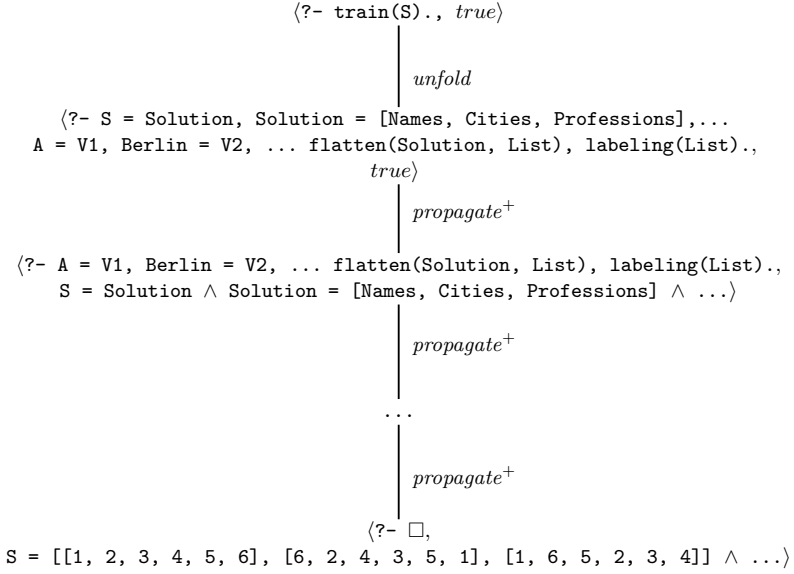 ⟨?- train(S)., true⟩
unfold
⟨?- S = Solution, Solution = [Names, Cities, Professions],...
A = V1, Berlin = V2, ... flatten(Solution, List), labeling(List).,
true⟩
propagate⁺
⟨?- A = V1, Berlin = V2, ... flatten(Solution, List), labeling(List).,
S = Solution ∧ Solution = [Names, Cities, Professions] ∧ ...⟩
propagate⁺
...
propagate⁺
⟨?- □,
S = [[1, 2, 3, 4, 5, 6], [6, 2, 4, 3, 5, 1], [1, 6, 5, 2, 3, 4]] ∧ ...⟩